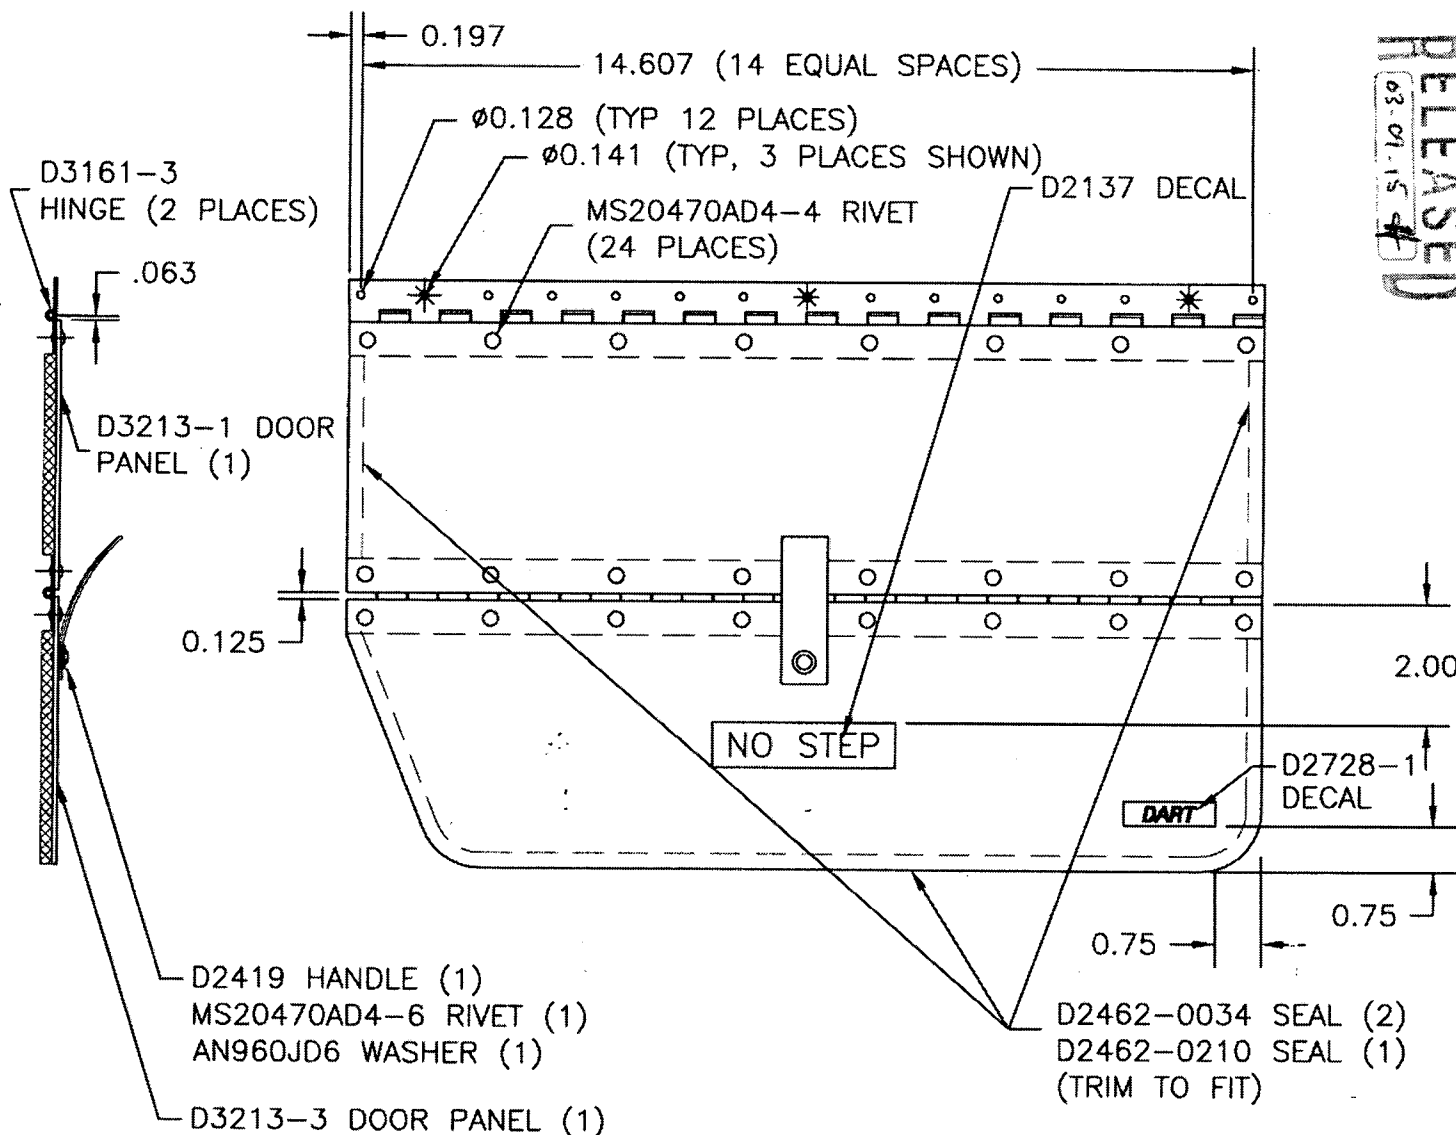 0.197
14.607 (14 EQUAL SPACES)
ø0.128 (TYP 12 PLACES)
ø0.141 (TYP, 3 PLACES SHOWN)
D3161-3
HINGE (2 PLACES)
MS20470AD4-4 RIVET
(24 PLACES)
D2137 DECAL
RELEASED
.063
D3213-1 DOOR
PANEL (1)
0.125
2.00
NO STEP
D2728-1
DECAL
DART
0.75
0.75
D2419 HANDLE (1)
MS20470AD4-6 RIVET (1)
AN960JD6 WASHER (1)
D2462-0034 SEAL (2)
D2462-0210 SEAL (1)
(TRIM TO FIT)
D3213-3 DOOR PANEL (1)